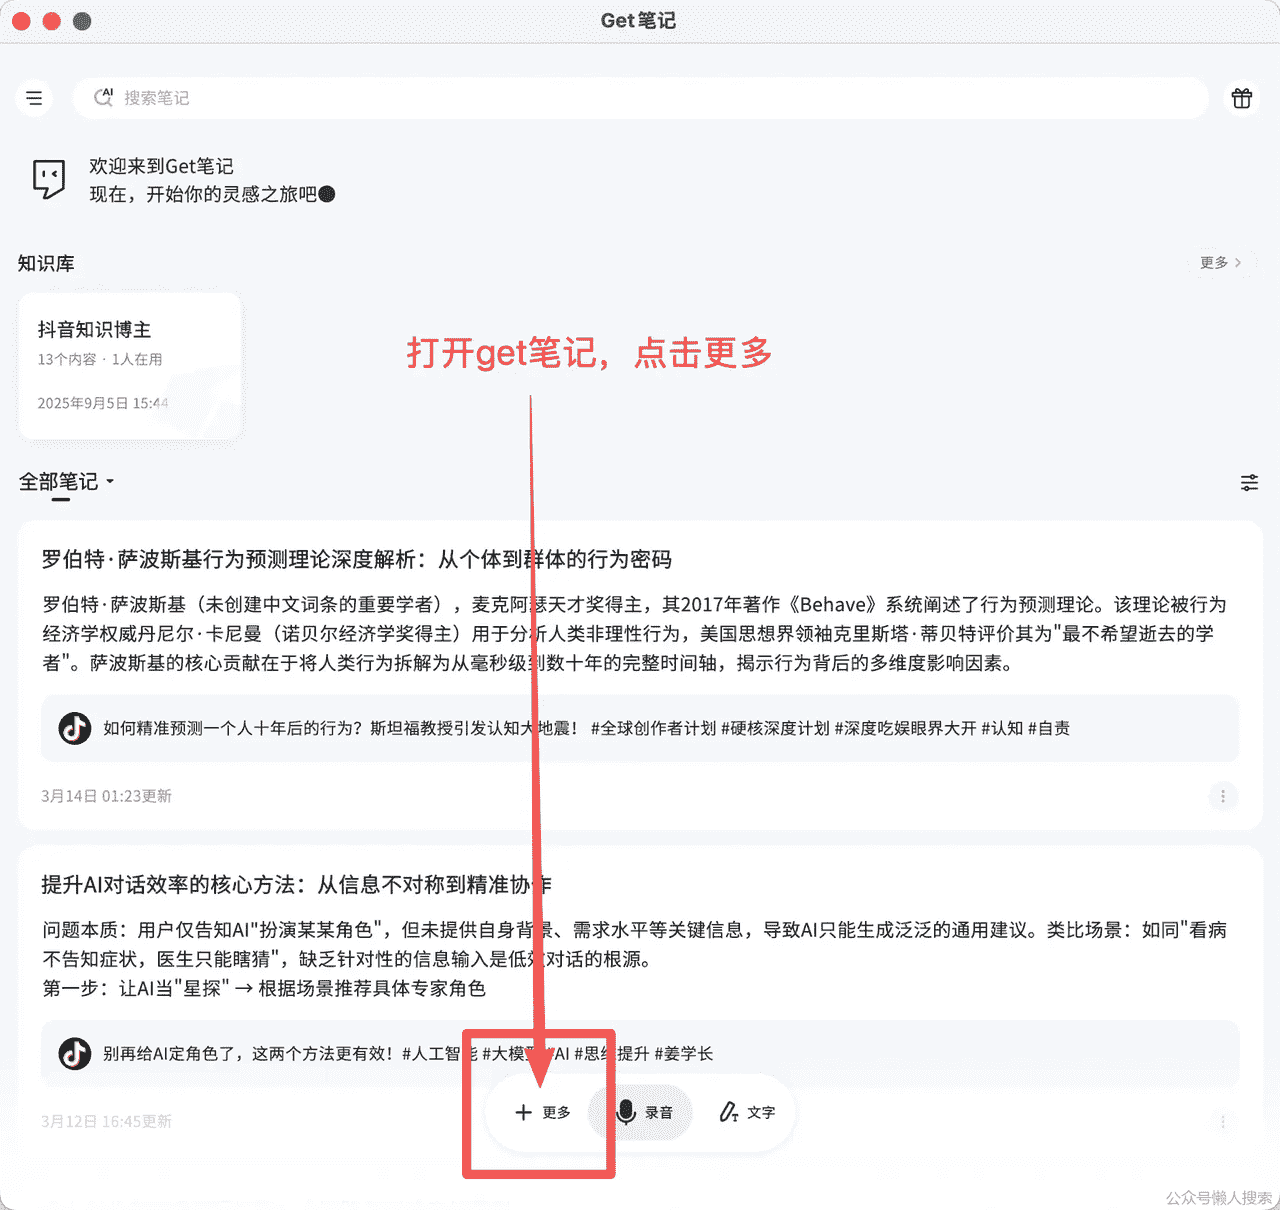 Get笔记
AI 搜索笔记
欢迎来到Get笔记
现在，开始你的灵感之旅吧
知识库
更多
抖音知识博主
13个内容 · 1人在用
2025年9月5日 15:44
打开get笔记，点击更多
全部笔记
罗伯特·萨波斯基行为预测理论深度解析：从个体到群体的行为密码
罗伯特·萨波斯基（未创建中文词条的重要学者），麦克阿瑟天才奖得主，其2017年著作《Behave》系统阐述了行为预测理论。该理论被行为
经济学权威丹尼尔·卡尼曼（诺贝尔经济学奖得主）用于分析人类非理性行为，美国思想界领袖克里斯塔·蒂贝特评价其为"最不希望逝去的学
者"。萨波斯基的核心贡献在于将人类行为拆解为从毫秒级到数十年的完整时间轴，揭示行为背后的多维度影响因素。
如何精准预测一个人十年后的行为？斯坦福教授引发认知大地震！ #全球创作者计划 #硬核深度计划 #深度吃娱眼界大开 #认知 #自责
3月14日 01:23更新
提升AI对话效率的核心方法：从信息不对称到精准协作
问题本质：用户仅告知AI"扮演某某角色"，但未提供自身背景、需求水平等关键信息，导致AI只能生成泛泛的通用建议。类比场景：如同"看病
不告知症状，医生只能瞎猜"，缺乏针对性的信息输入是低效对话的根源。
第一步：让AI当"星探" → 根据场景推荐具体专家角色
别再给AI定角色了，这两个方法更有效！#人工智能 #大模型 #AI #思维提升 #姜学长
更多 录音 文字
3月12日 16:45更新
公众号懒人搜索